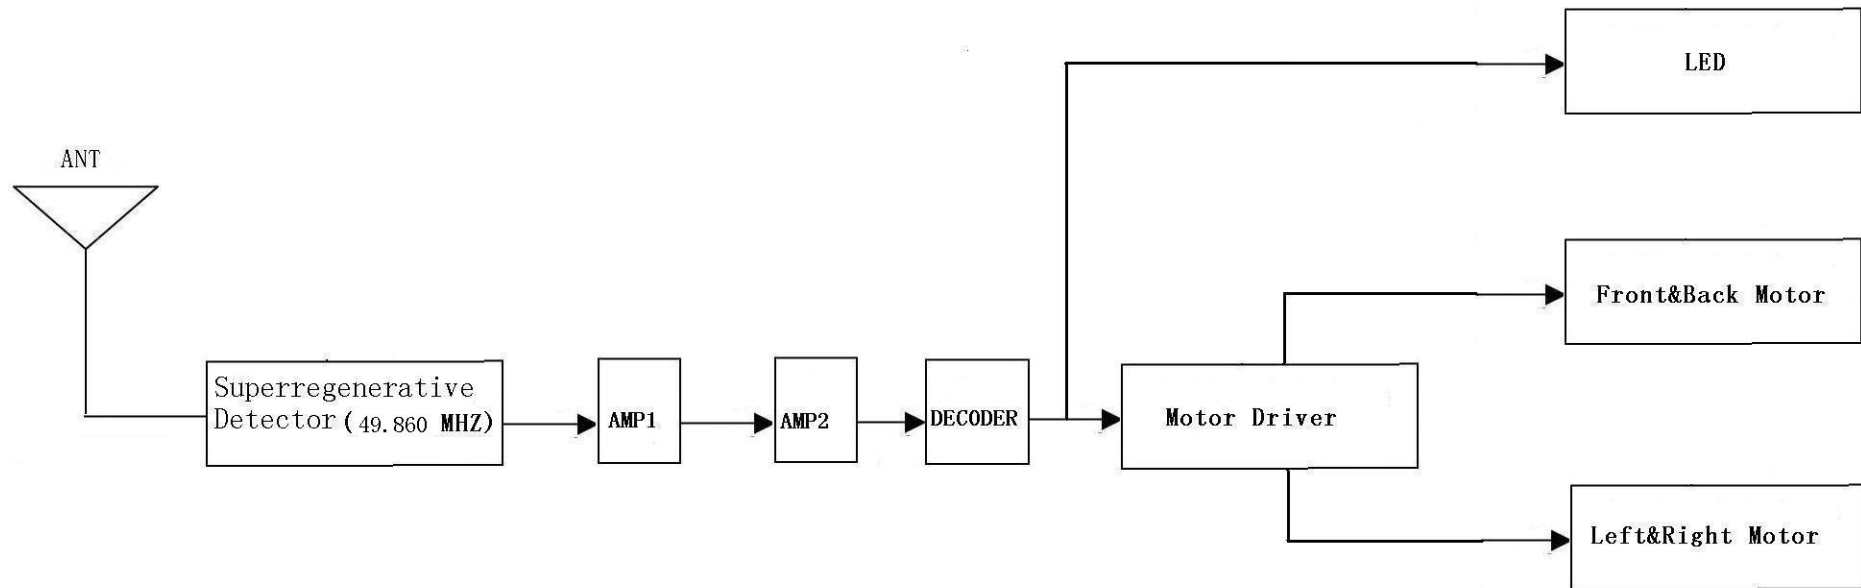 LED
ANT
Front&Back Motor
Superregenerative
Detector(49.860 MHZ)
AMP1
AMP2
DECODER
Motor Driver
Left&Right Motor